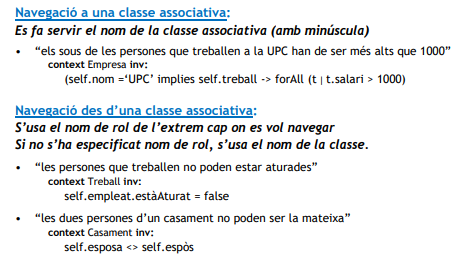 Navegació a una classe associativa:
Es fa servir el nom de la classe associativa (amb minúscula)
• “els sous de les persones que treballen a la UPC han de ser més alts que 1000”
context Empresa inv:
(self.nom =‘UPC’ implies self.treball -> forAll (t | t.salari > 1000)
Navegació des d’una classe associativa:
S’usa el nom de rol de l’extrem cap on es vol navegar
Si no s’ha especificat nom de rol, s’usa el nom de la classe.
• “les persones que treballen no poden estar aturades”
context Treball inv:
self.empleat.estàAturat = false
• “les dues persones d’un casament no poden ser la mateixa”
context Casament inv:
self.esposa <> self.espòs